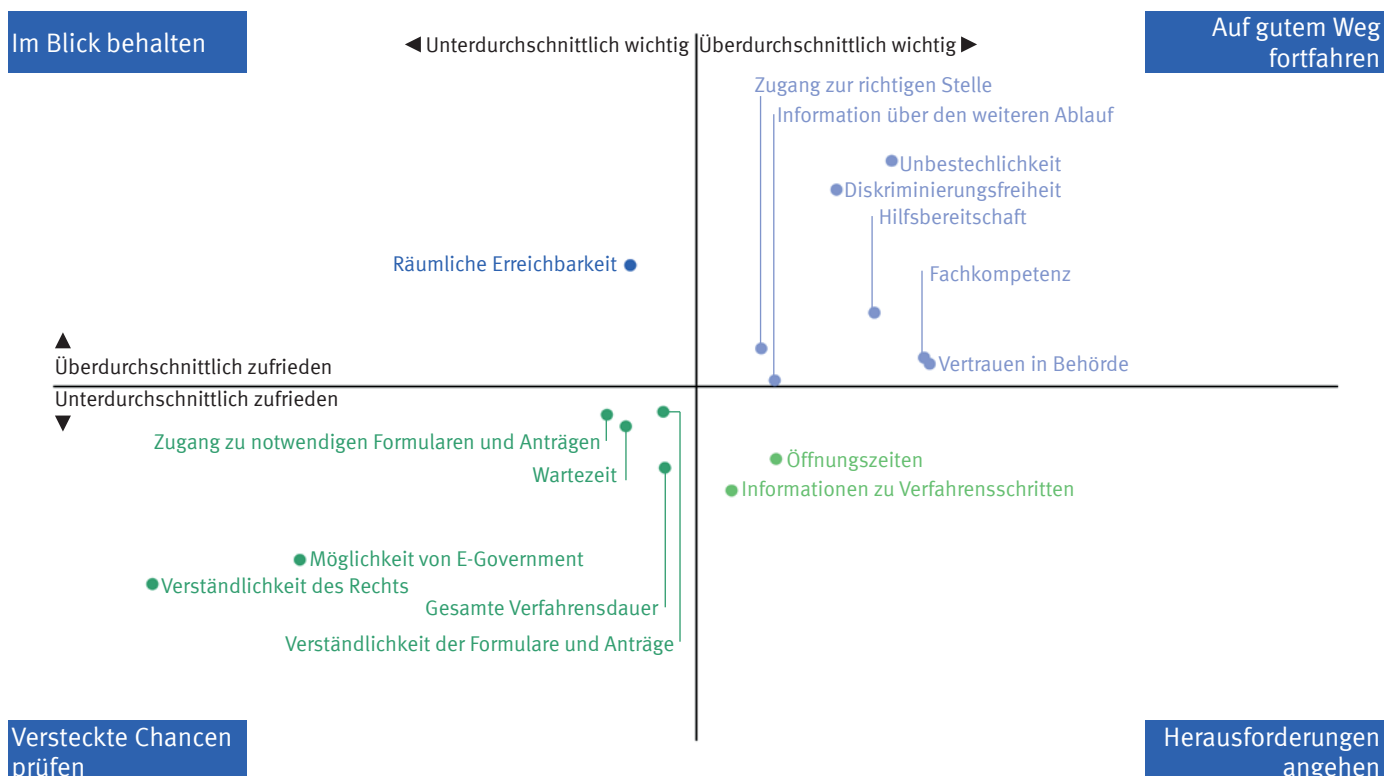 Im Blick behalten
◄ Unterdurchschnittlich wichtig
Überdurchschnittlich wichtig ►
Auf gutem Weg
fortfahren
Zugang zur richtigen Stelle
Information über den weiteren Ablauf
Unbestechlichkeit
Diskriminierungsfreiheit
Hilfsbereitschaft
Räumliche Erreichbarkeit
Fachkompetenz
▲
Überdurchschnittlich zufrieden
Vertrauen in Behörde
Unterdurchschnittlich zufrieden
▼
Zugang zu notwendigen Formularen und Anträgen
Wartezeit
Öffnungszeiten
Informationen zu Verfahrensschritten
Möglichkeit von E-Government
Verständlichkeit des Rechts
Gesamte Verfahrensdauer
Verständlichkeit der Formulare und Anträge
Versteckte Chancen
prüfen
Herausforderungen
angehen